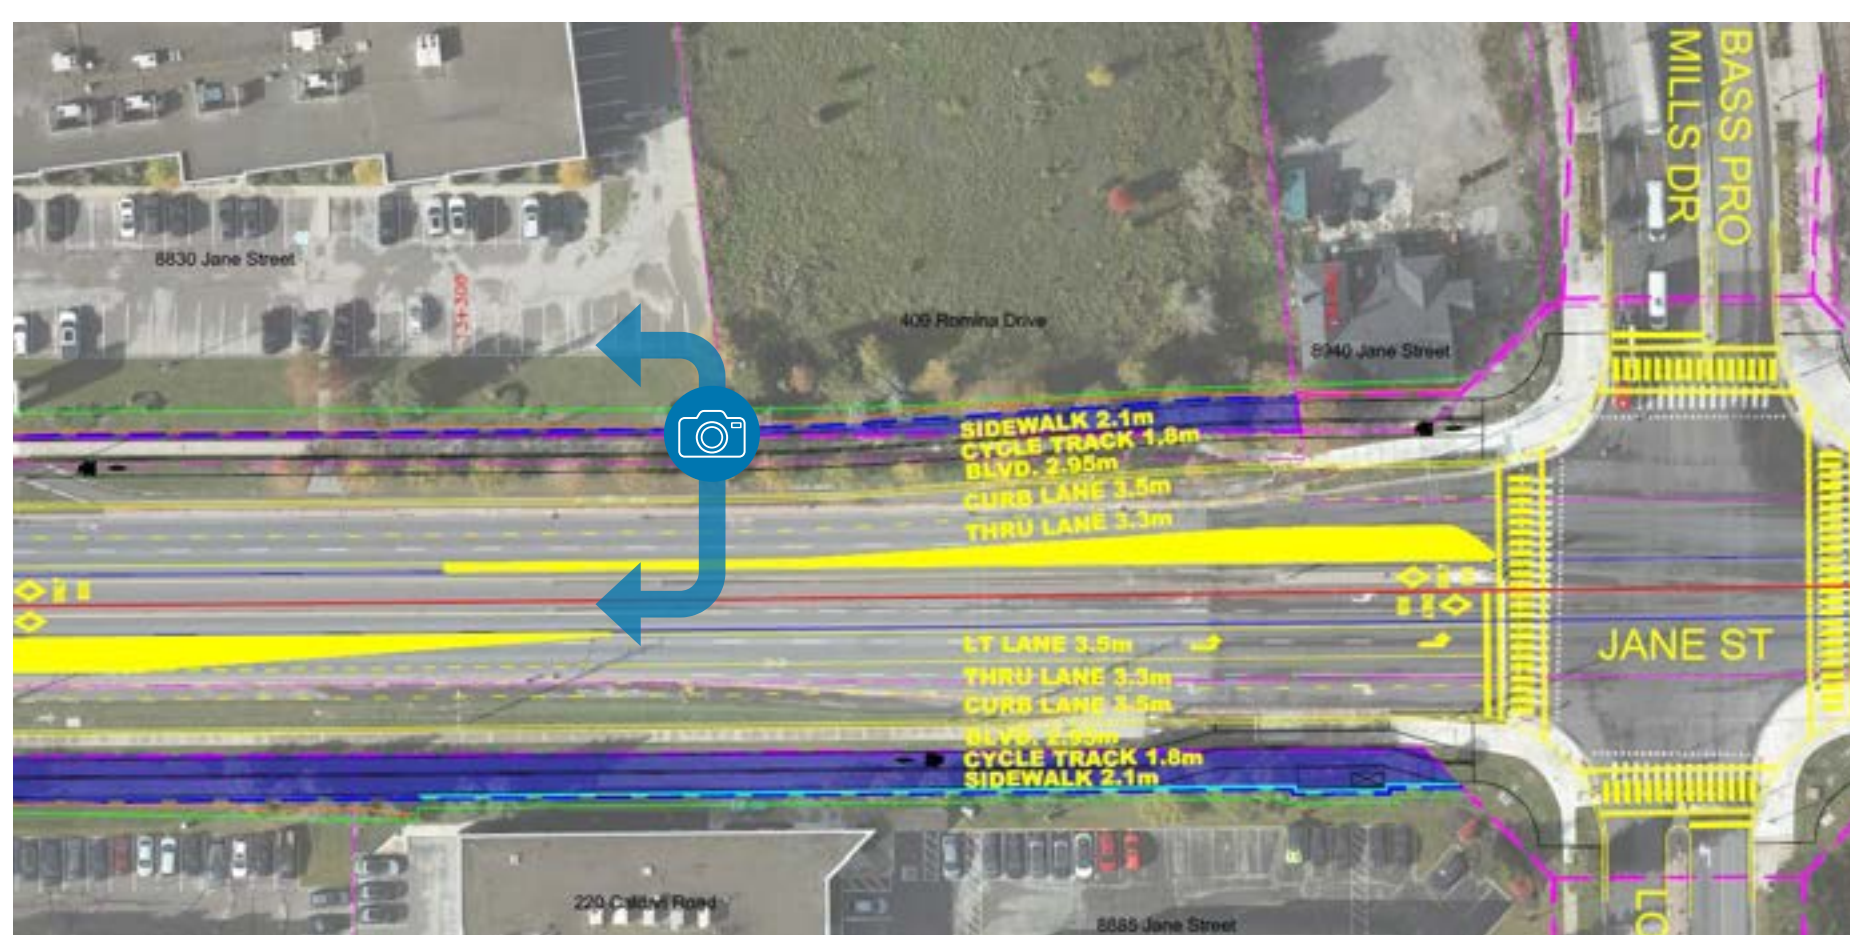 BASS PRO
MILLS DR
8830 Jane Street
409 Romina Drive
8940 Jane Street
SIDEWALK 2.1m
CYCLE TRACK 1.8m
BLVD. 2.95m
CURB LANE 3.5m
THRU LANE 3.3m
JANE ST
LT LANE 3.5m
THRU LANE 3.3m
CURB LANE 3.5m
BLVD. 2.95m
CYCLE TRACK 1.8m
SIDEWALK 2.1m
220 Caldari Road
8885 Jane Street
LO